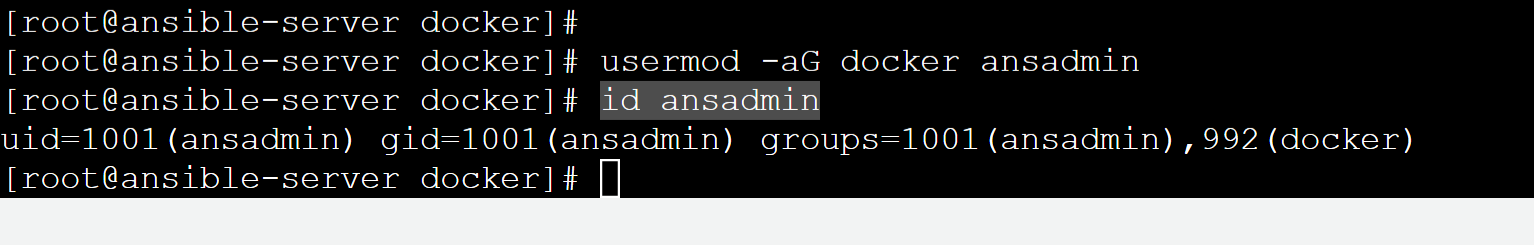 [root@ansible-server docker]#
[root@ansible-server docker]# usermod -aG docker ansadmin
[root@ansible-server docker]# id ansadmin
uid=1001(ansadmin) gid=1001(ansadmin) groups=1001(ansadmin),992(docker)
[root@ansible-server docker]#